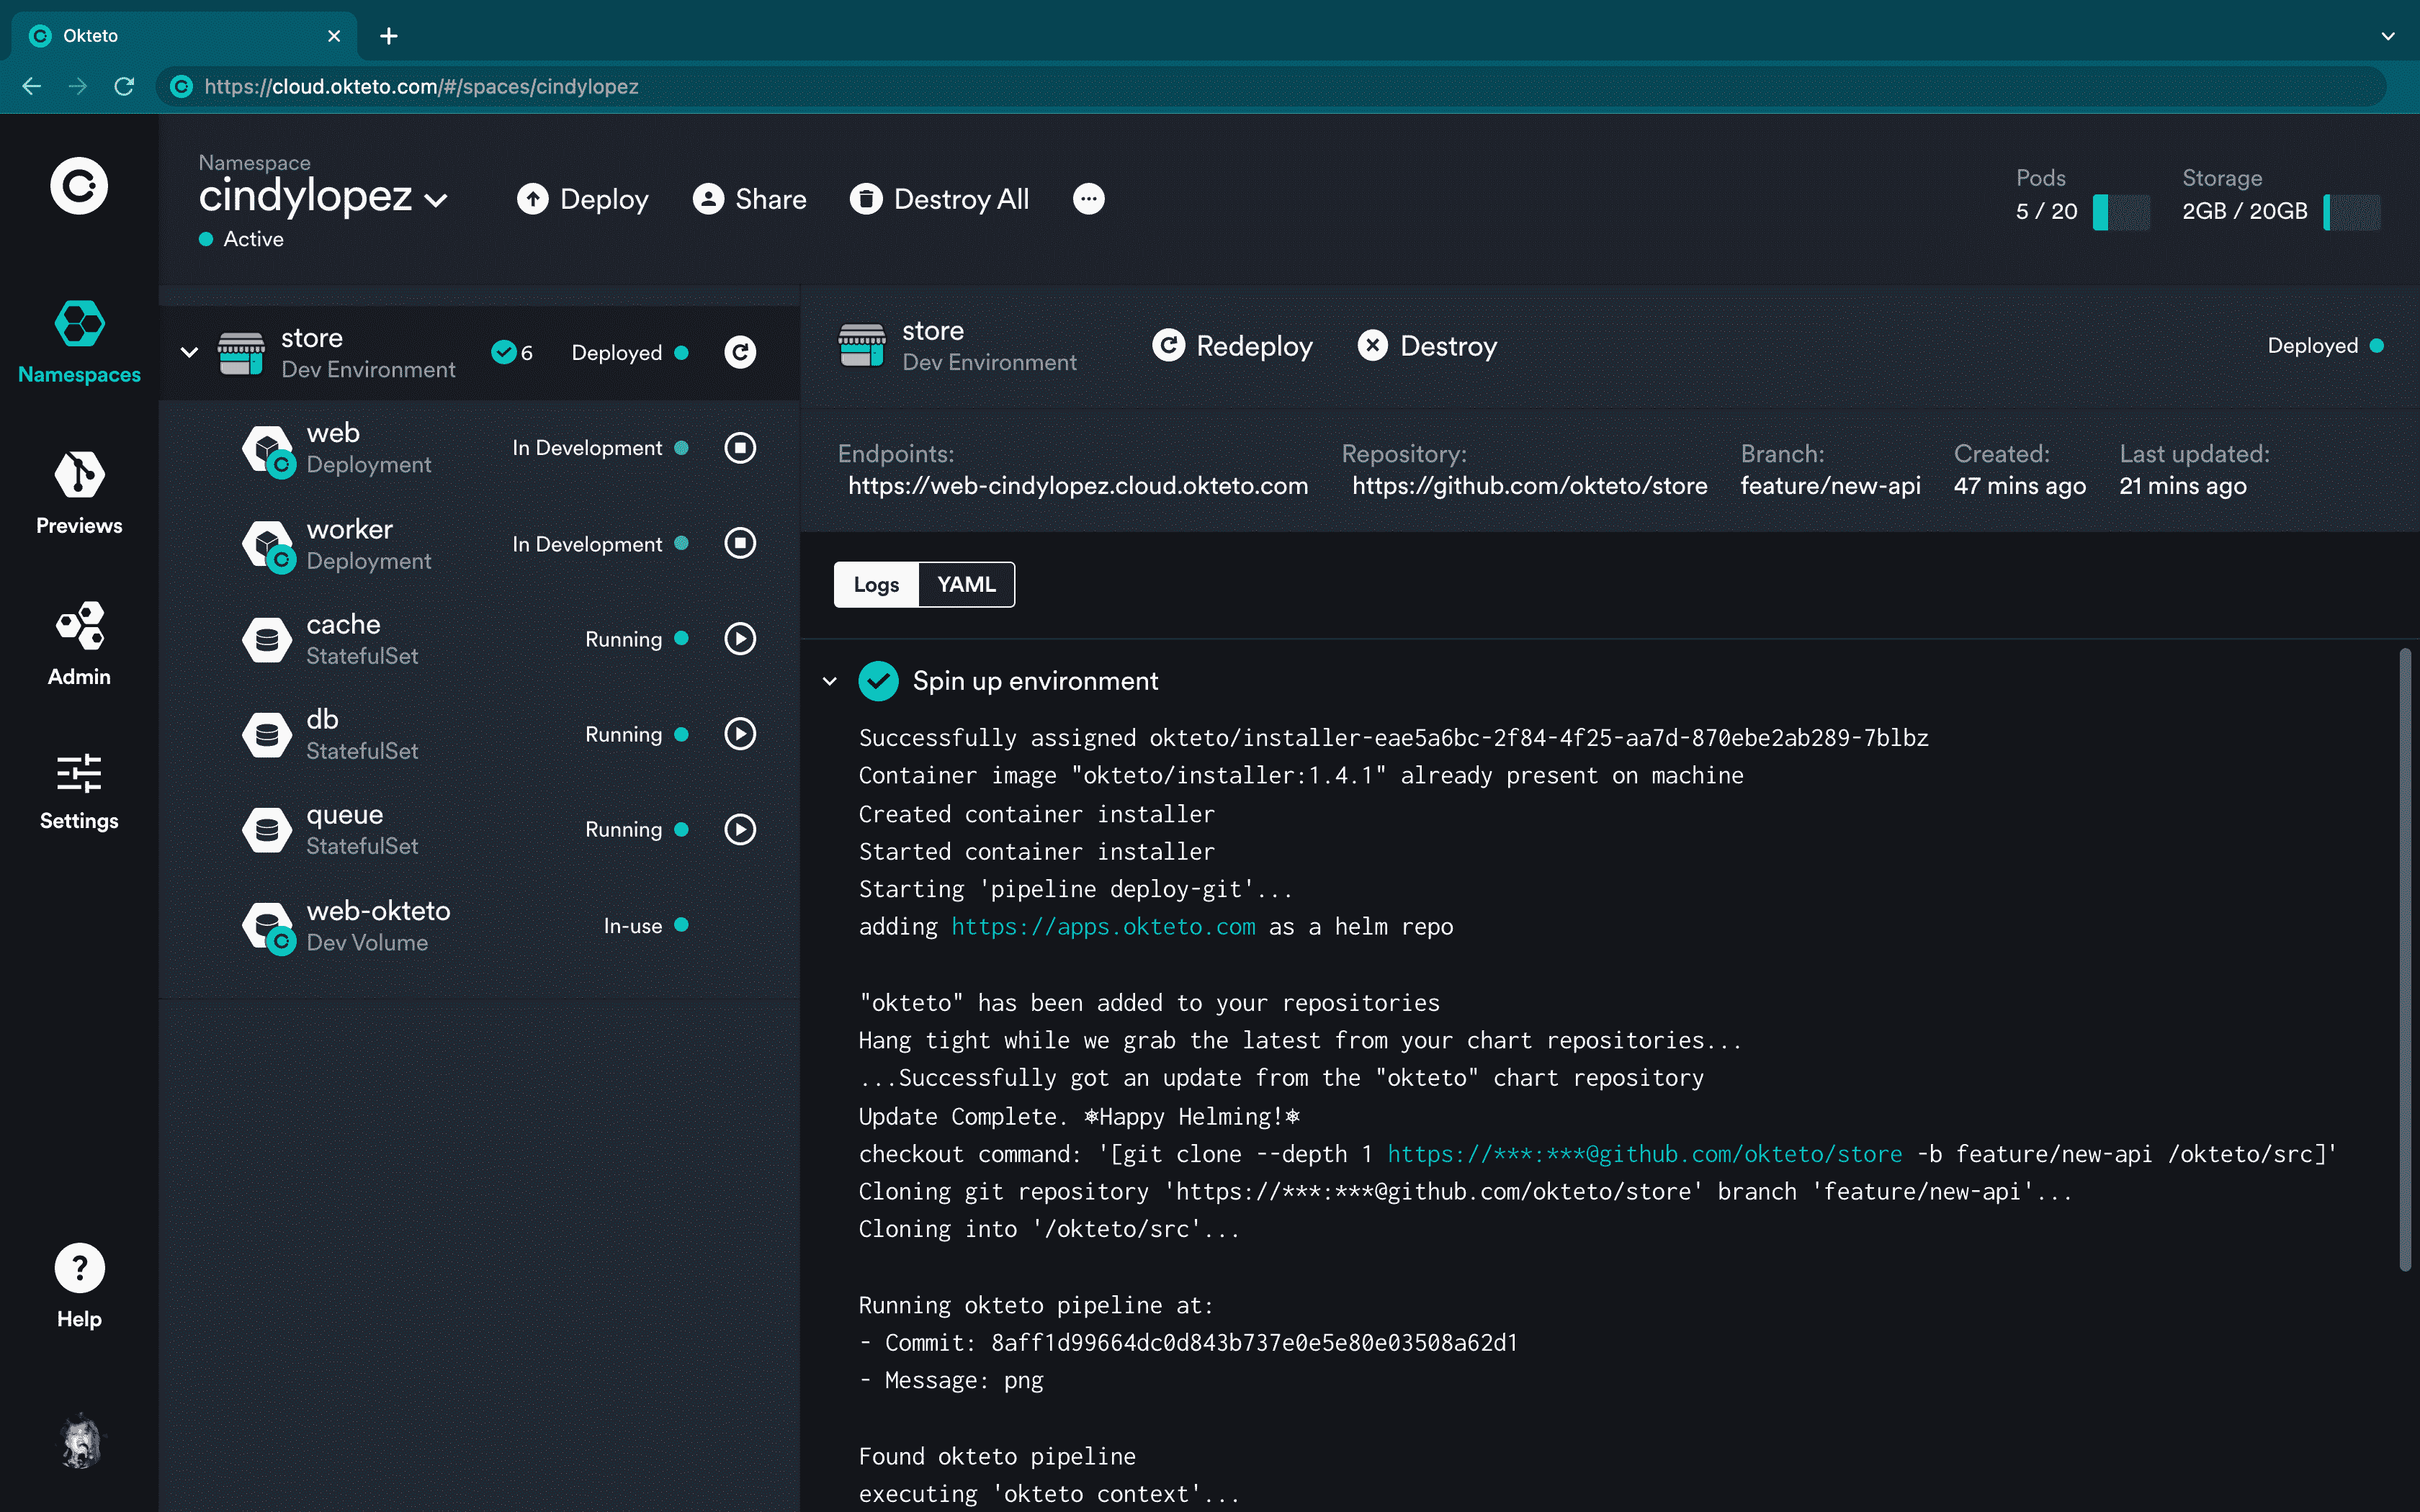 Okteto
https://cloud.okteto.com/#/spaces/cindylopez
Namespace
cindylopez
Active
Deploy
Share
Destroy All
Pods
5 / 20
Storage
2GB / 20GB
Namespaces
Previews
Admin
Settings
Help
store
Dev Environment
6
Deployed
web
Deployment
In Development
worker
Deployment
In Development
cache
StatefulSet
Running
db
StatefulSet
Running
queue
StatefulSet
Running
web-okteto
Dev Volume
In-use
store
Dev Environment
Redeploy
Destroy
Deployed
Endpoints:
https://web-cindylopez.cloud.okteto.com
Repository:
https://github.com/okteto/store
Branch:
feature/new-api
Created:
47 mins ago
Last updated:
21 mins ago
Logs
YAML
Spin up environment
Successfully assigned okteto/installer-eae5a6bc-2f84-4f25-aa7d-870ebe2ab289-7blbz
Container image "okteto/installer:1.4.1" already present on machine
Created container installer
Started container installer
Starting 'pipeline deploy-git'...
adding https://apps.okteto.com as a helm repo
"okteto" has been added to your repositories
Hang tight while we grab the latest from your chart repositories...
...Successfully got an update from the "okteto" chart repository
Update Complete. ⎈Happy Helming!⎈
checkout command: '[git clone --depth 1 https://***:***@github.com/okteto/store -b feature/new-api /okteto/src]'
Cloning git repository 'https://***:***@github.com/okteto/store' branch 'feature/new-api'...
Cloning into '/okteto/src'...
Running okteto pipeline at:
- Commit: 8aff1d99664dc0d843b737e0e5e80e03508a62d1
- Message: png
Found okteto pipeline
executing 'okteto context'...